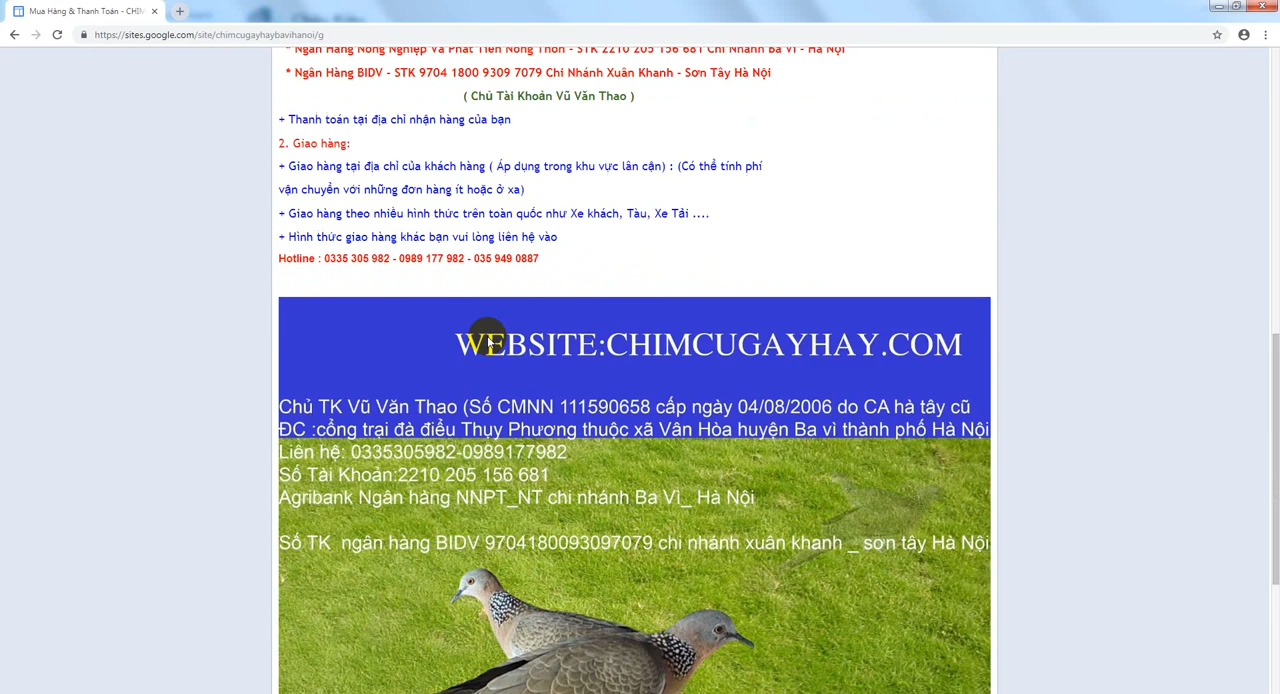 Mua Hàng & Thanh Toán - CHIM
https://sites.google.com/site/chimcugayhaybavihanoi/g
* Ngân Hàng Nông Nghiệp Và Phát Tiển Nông Thôn - STK 2210 205 156 681 Chi Nhánh Ba Vì - Hà Nội
* Ngân Hàng BIDV - STK 9704 1800 9309 7079 Chi Nhánh Xuân Khanh - Sơn Tây Hà Nội
( Chủ Tài Khoản Vũ Văn Thao )
+ Thanh toán tại địa chỉ nhận hàng của bạn
2. Giao hàng:
+ Giao hàng tại địa chỉ của khách hàng ( Áp dụng trong khu vực lân cận) : (Có thể tính phí
vận chuyển với những đơn hàng ít hoặc ở xa)
+ Giao hàng theo nhiều hình thức trên toàn quốc như Xe khách, Tàu, Xe Tải ....
+ Hình thức giao hàng khác bạn vui lòng liên hệ vào
Hotline : 0335 305 982 - 0989 177 982 - 035 949 0887
WEBSITE:CHIMCUGAYHAY.COM
Chủ TK Vũ Văn Thao (Số CMNN 111590658 cấp ngày 04/08/2006 do CA hà tây cũ
ĐC :cổng trại đà điểu Thụy Phương thuộc xã Vân Hòa huyện Ba vì thành phố Hà Nội
Liên hệ: 0335305982-0989177982
Số Tài Khoản:2210 205 156 681
Agribank Ngân hàng NNPT_NT chi nhánh Ba Vì_ Hà Nội
Số TK ngân hàng BIDV 9704180093097079 chi nhánh xuân khanh _ sơn tây Hà Nội